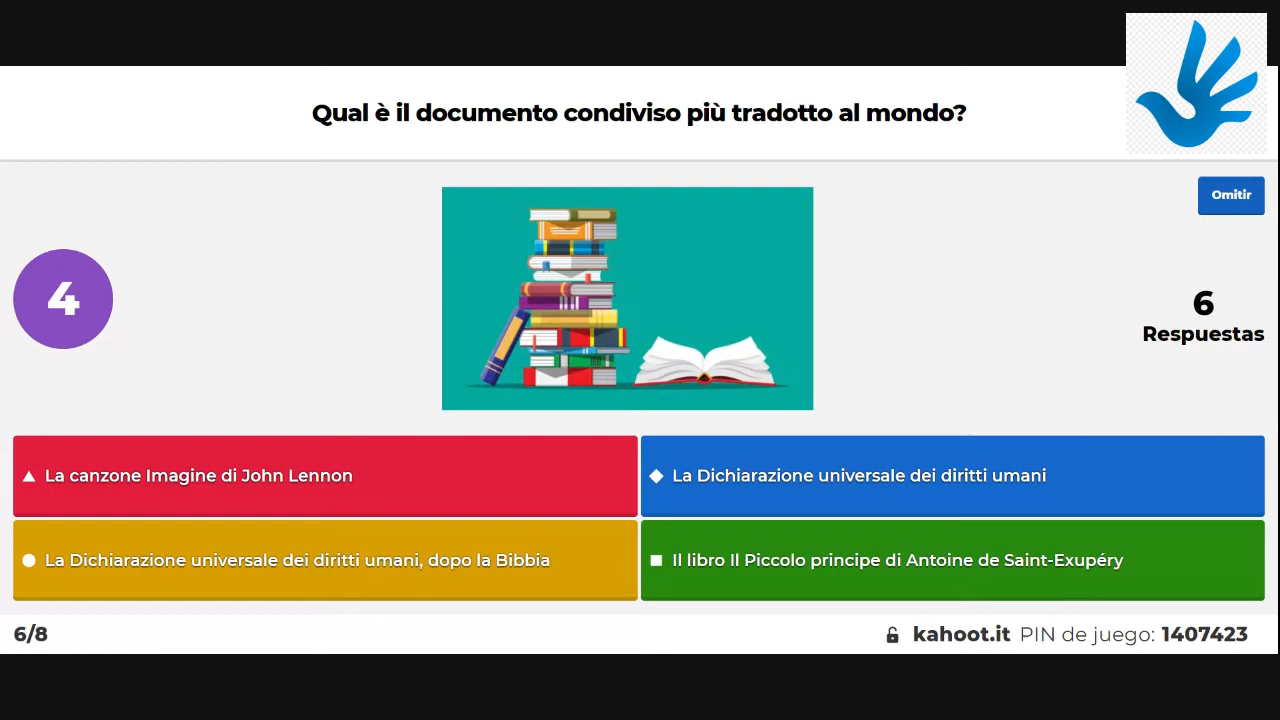 Qual è il documento condiviso più tradotto al mondo?
Omitir
4
6
Respuestas
La canzone Imagine di John Lennon
La Dichiarazione universale dei diritti umani
La Dichiarazione universale dei diritti umani, dopo la Bibbia
Il libro Il Piccolo principe di Antoine de Saint-Exupéry
6/8
kahoot.it PIN de juego: 1407423